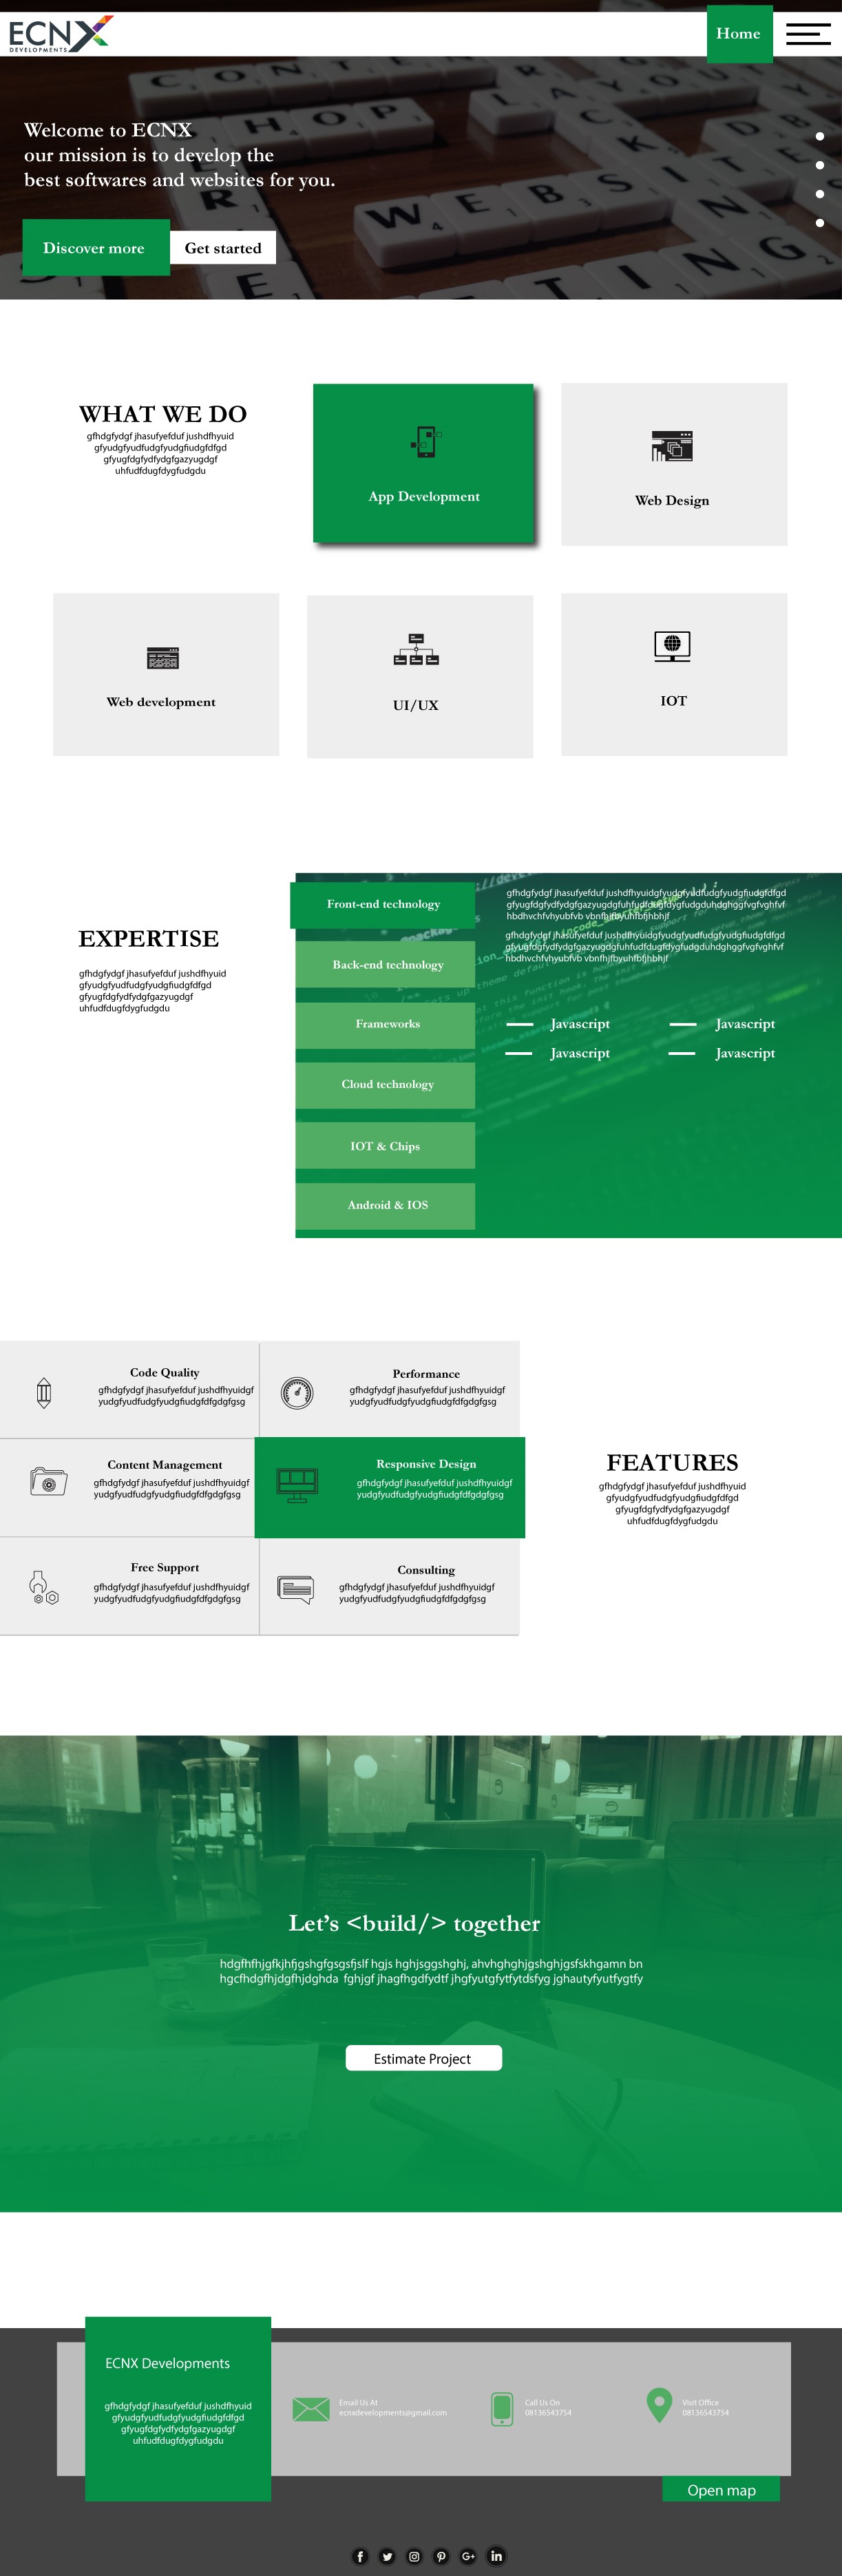 ECNX
DEVELOPMENTS
Home
Welcome to ECNX
our mission is to develop the
best softwares and websites for you.
Discover more
Get started
WHAT WE DO
gfhdgfydgf jhasufyefduf jushdfhyuid
gfyudgfyudfudgfyudgfiudgfdfgd
gfyugfdgfydfydgfgazyugdgf
uhfudfdugfdygfudgdu
App Development
Web Design
Web development
UI/UX
IOT
EXPERTISE
gfhdgfydgf jhasufyefduf jushdfhyuid
gfyudgfyudfudgfyudgfiudgfdfgd
gfyugfdgfydfydgfgazyugdgf
uhfudfdugfdygfudgdu
Front-end technology
Back-end technology
Frameworks
Cloud technology
IOT & Chips
Android & IOS
gfhdgfydgf jhasufyefduf jushdfhyuidgfyudgfyudfudgfyudgfiudgfdfgd
gfyugfdgfydfydgfgazyugdgfuhfudfdugfdygfudgduhdghggfvgfvghfvf
hbdhvchfvhyubfvb vbnfhjfbyuhfbfjhbhjf
gfhdgfydgf jhasufyefduf jushdfhyuidgfyudgfyudfudgfyudgfiudgfdfgd
gfyugfdgfydfydgfgazyugdgfuhfudfdugfdygfudgduhdghggfvgfvghfvf
hbdhvchfvhyubfvb vbnfhjfbyuhfbfjhbhjf
Javascript
Javascript
Javascript
Javascript
Code Quality
gfhdgfydgf jhasufyefduf jushdfhyuidgf
yudgfyudfudgfyudgfiudgfdfgdgfgsg
Performance
gfhdgfydgf jhasufyefduf jushdfhyuidgf
yudgfyudfudgfyudgfiudgfdfgdgfgsg
Content Management
gfhdgfydgf jhasufyefduf jushdfhyuidgf
yudgfyudfudgfyudgfiudgfdfgdgfgsg
Responsive Design
gfhdgfydgf jhasufyefduf jushdfhyuidgf
yudgfyudfudgfyudgfiudgfdfgdgfgsg
Free Support
gfhdgfydgf jhasufyefduf jushdfhyuidgf
yudgfyudfudgfyudgfiudgfdfgdgfgsg
Consulting
gfhdgfydgf jhasufyefduf jushdfhyuidgf
yudgfyudfudgfyudgfiudgfdfgdgfgsg
FEATURES
gfhdgfydgf jhasufyefduf jushdfhyuid
gfyudgfyudfudgfyudgfiudgfdfgd
gfyugfdgfydfydgfgazyugdgf
uhfudfdugfdygfudgdu
Let's <build/> together
hdgfhfhjgfkjhfjgshgfgsgsfjslf hgjs hghjsggshghj, ahvhghghjgshghjgsfskhgamn bn
hgcfhdgfhjdgfhjdghda fghjgf jhagfhgdfydtf jhgfyutgfytfytdsfyg jghautyfyutfygtfy
Estimate Project
ECNX Developments
gfhdgfydgf jhasufyefduf jushdfhyuid
gfyudgfyudfudgfyudgfiudgfdfgd
gfyugfdgfydfydgfgazyugdgf
uhfudfdugfdygfudgdu
Email Us At
ecnxdevelopments@gmail.com
Call Us On
08136543754
Visit Office
08136543754
Open map